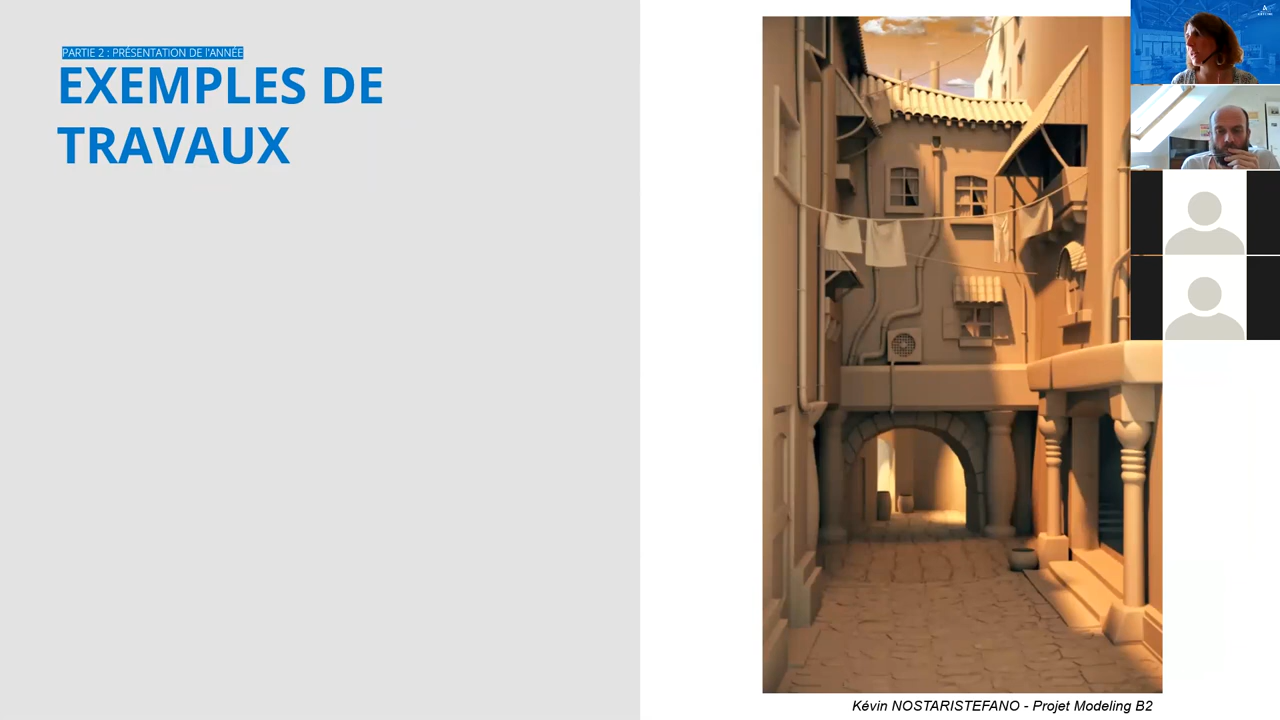 PARTIE 2 : PRÉSENTATION DE l'ANNÉE
EXEMPLES DE
TRAVAUX
Kévin NOSTARISTEFANO - Projet Modeling B2